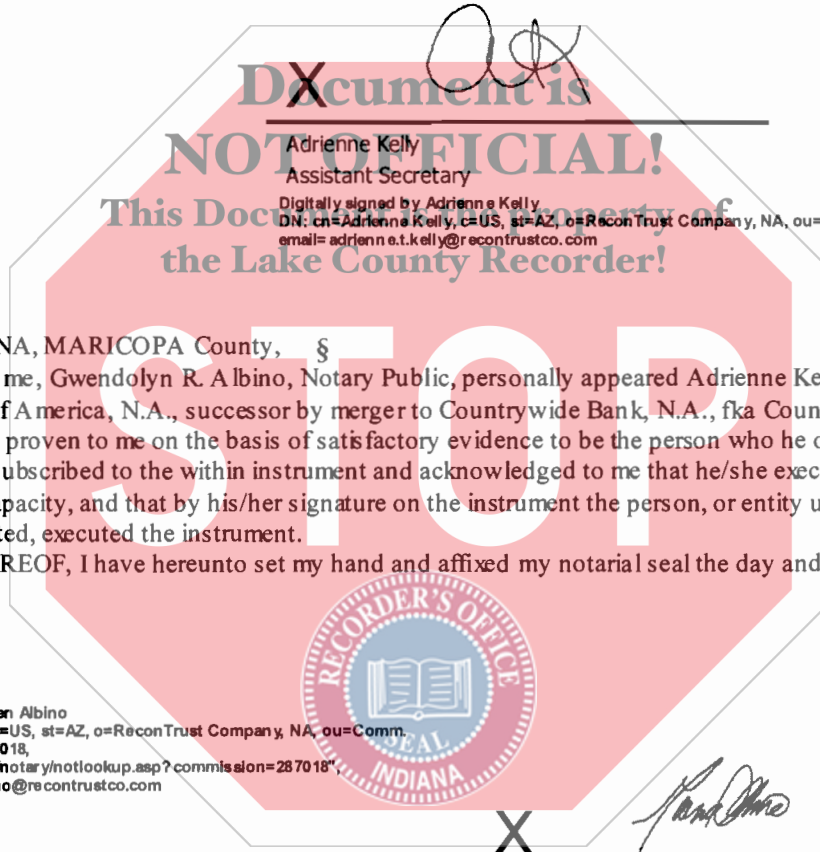 X
Document is
NOT OFFICIAL!
This Document is the property of
the Lake County Recorder!
Adrienne Kelly
Assistant Secretary
Digitally signed by Adrienne Kelly
DN: cn=Adrienne Kelly, c=US, st=AZ, o=ReconTrust Company, NA, ou=
email=adrienne.t.kelly@recontrustco.com
STOP
NA, MARICOPA County, §
me, Gwendolyn R. Albino, Notary Public, personally appeared Adrienne Ke
f America, N.A., successor by merger to Countrywide Bank, N.A., fka Coun
proven to me on the basis of satisfactory evidence to be the person who he o
ubscribed to the within instrument and acknowledged to me that he/she exec
pacity, and that by his/her signature on the instrument the person, or entity u
ted, executed the instrument.
REOF, I have hereunto set my hand and affixed my notarial seal the day and
RECORDER'S OFFICE
SEAL
INDIANA
n Albino
=US, st=AZ, o=ReconTrust Company, NA, ou=Comm.
018,
notary/notlookup.asp?commission=287018",
o@recontrustco.com
X